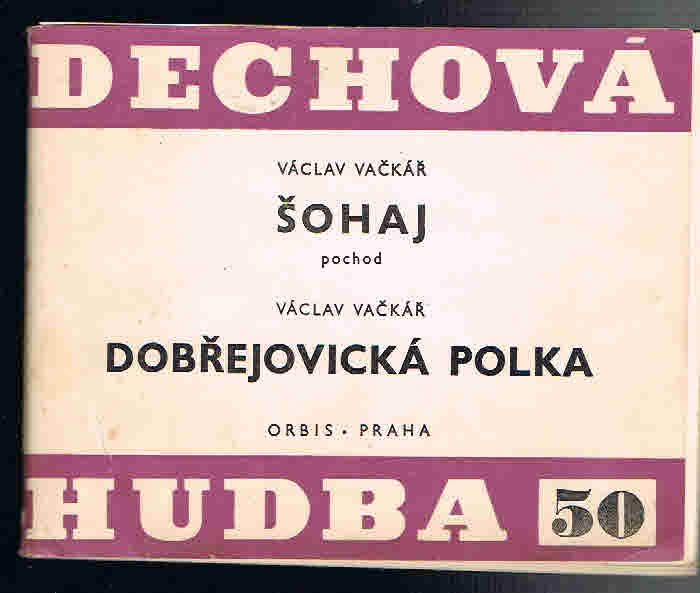 DECHOVÁ
VÁCLAV VAČKÁŘ
ŠOHAJ
pochod
VÁCLAV VAČKÁŘ
DOBŘEJOVICKÁ POLKA
ORBIS • PRAHA
HUDBA 50